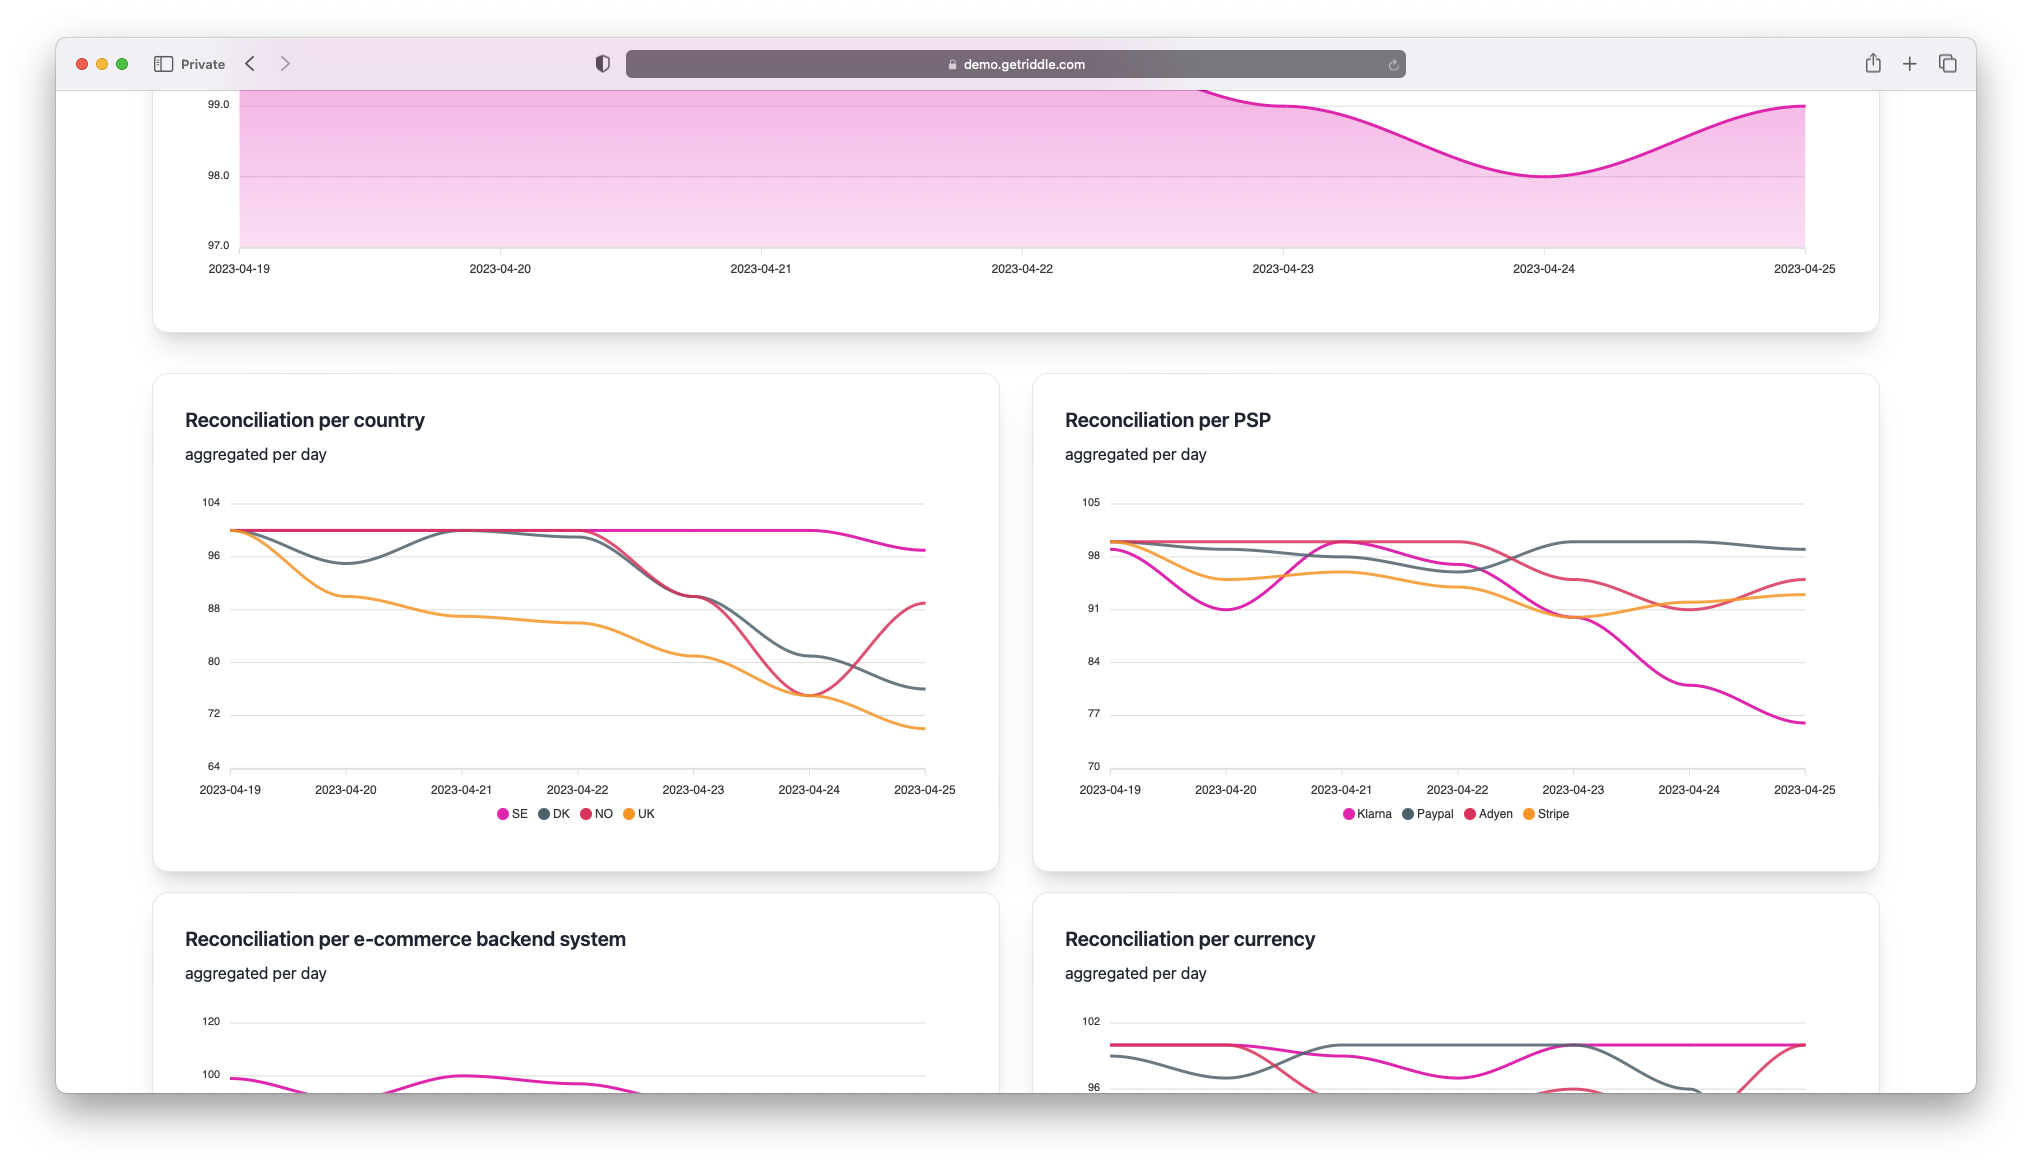 Private
demo.getriddle.com
99.0
98.0
97.0
2023-04-19 2023-04-20 2023-04-21 2023-04-22 2023-04-23 2023-04-24 2023-04-25
Reconciliation per country
aggregated per day
104
96
88
80
72
64
2023-04-19 2023-04-20 2023-04-21 2023-04-22 2023-04-23 2023-04-24 2023-04-25
SE DK NO UK
Reconciliation per PSP
aggregated per day
105
98
91
84
77
70
2023-04-19 2023-04-20 2023-04-21 2023-04-22 2023-04-23 2023-04-24 2023-04-25
Klarna Paypal Adyen Stripe
Reconciliation per e-commerce backend system
aggregated per day
120
100
Reconciliation per currency
aggregated per day
102
96